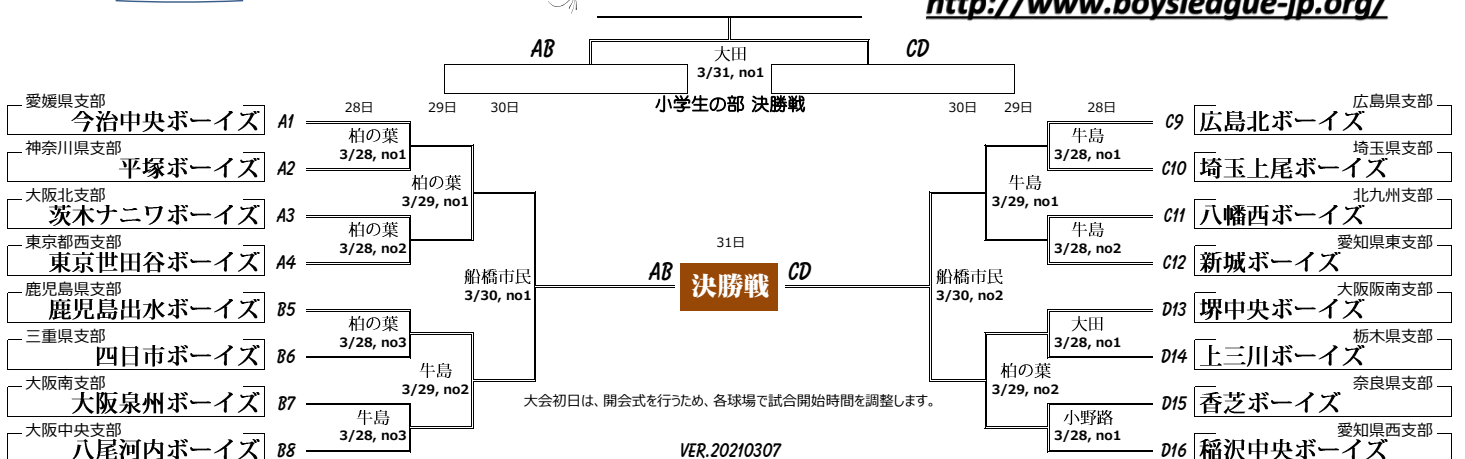 http://www.boysleague-jp.org/
AB
大田
3/31, no1
CD
小学生の部 決勝戦
28日
29日
30日
30日
29日
28日
愛媛県支部
今治中央ボーイズ A1
柏の葉
3/28, no1
神奈川県支部
平塚ボーイズ A2
柏の葉
3/29, no1
大阪北支部
茨木ナニワボーイズ A3
柏の葉
3/28, no2
東京都西支部
東京世田谷ボーイズ A4
船橋市民
3/30, no1
鹿児島県支部
鹿児島出水ボーイズ B5
柏の葉
3/28, no3
三重県支部
四日市ボーイズ B6
牛島
3/29, no2
大阪南支部
大阪泉州ボーイズ B7
牛島
3/28, no3
大阪中央支部
八尾河内ボーイズ B8
31日
AB 決勝戦 CD
大会初日は、開会式を行うため、各球場で試合開始時間を調整します。
VER.20210307
広島県支部
C9 広島北ボーイズ
牛島
3/28, no1
埼玉県支部
C10 埼玉上尾ボーイズ
牛島
3/29, no1
北九州支部
C11 八幡西ボーイズ
牛島
3/28, no2
愛知県東支部
C12 新城ボーイズ
船橋市民
3/30, no2
大阪阪南支部
D13 堺中央ボーイズ
大田
3/28, no1
栃木県支部
D14 上三川ボーイズ
柏の葉
3/29, no2
奈良県支部
D15 香芝ボーイズ
小野路
3/28, no1
愛知県西支部
D16 稲沢中央ボーイズ